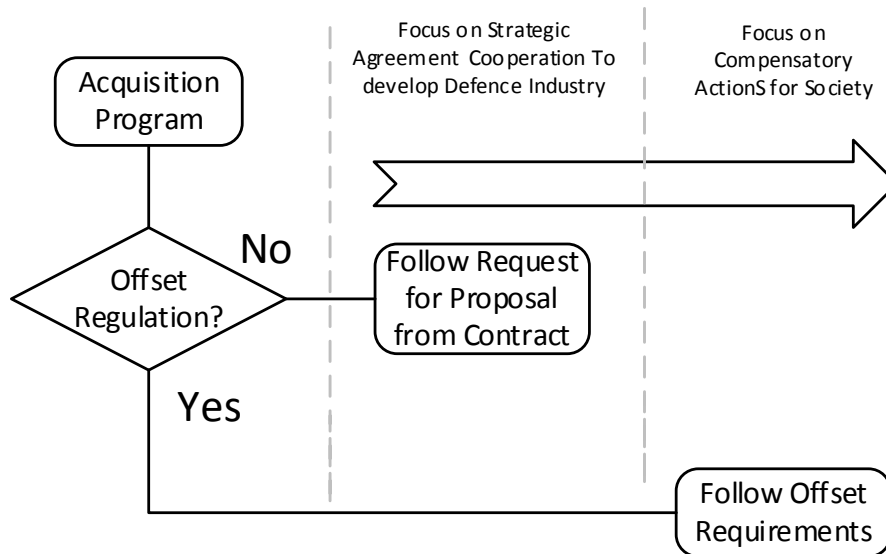 Focus on Strategic
Agreement Cooperation To
develop Defence Industry
Focus on
Compensatory
ActionS for Society
Acquisition
Program
No
Offset
Regulation?
Follow Request
for Proposal
from Contract
Yes
Follow Offset
Requirements